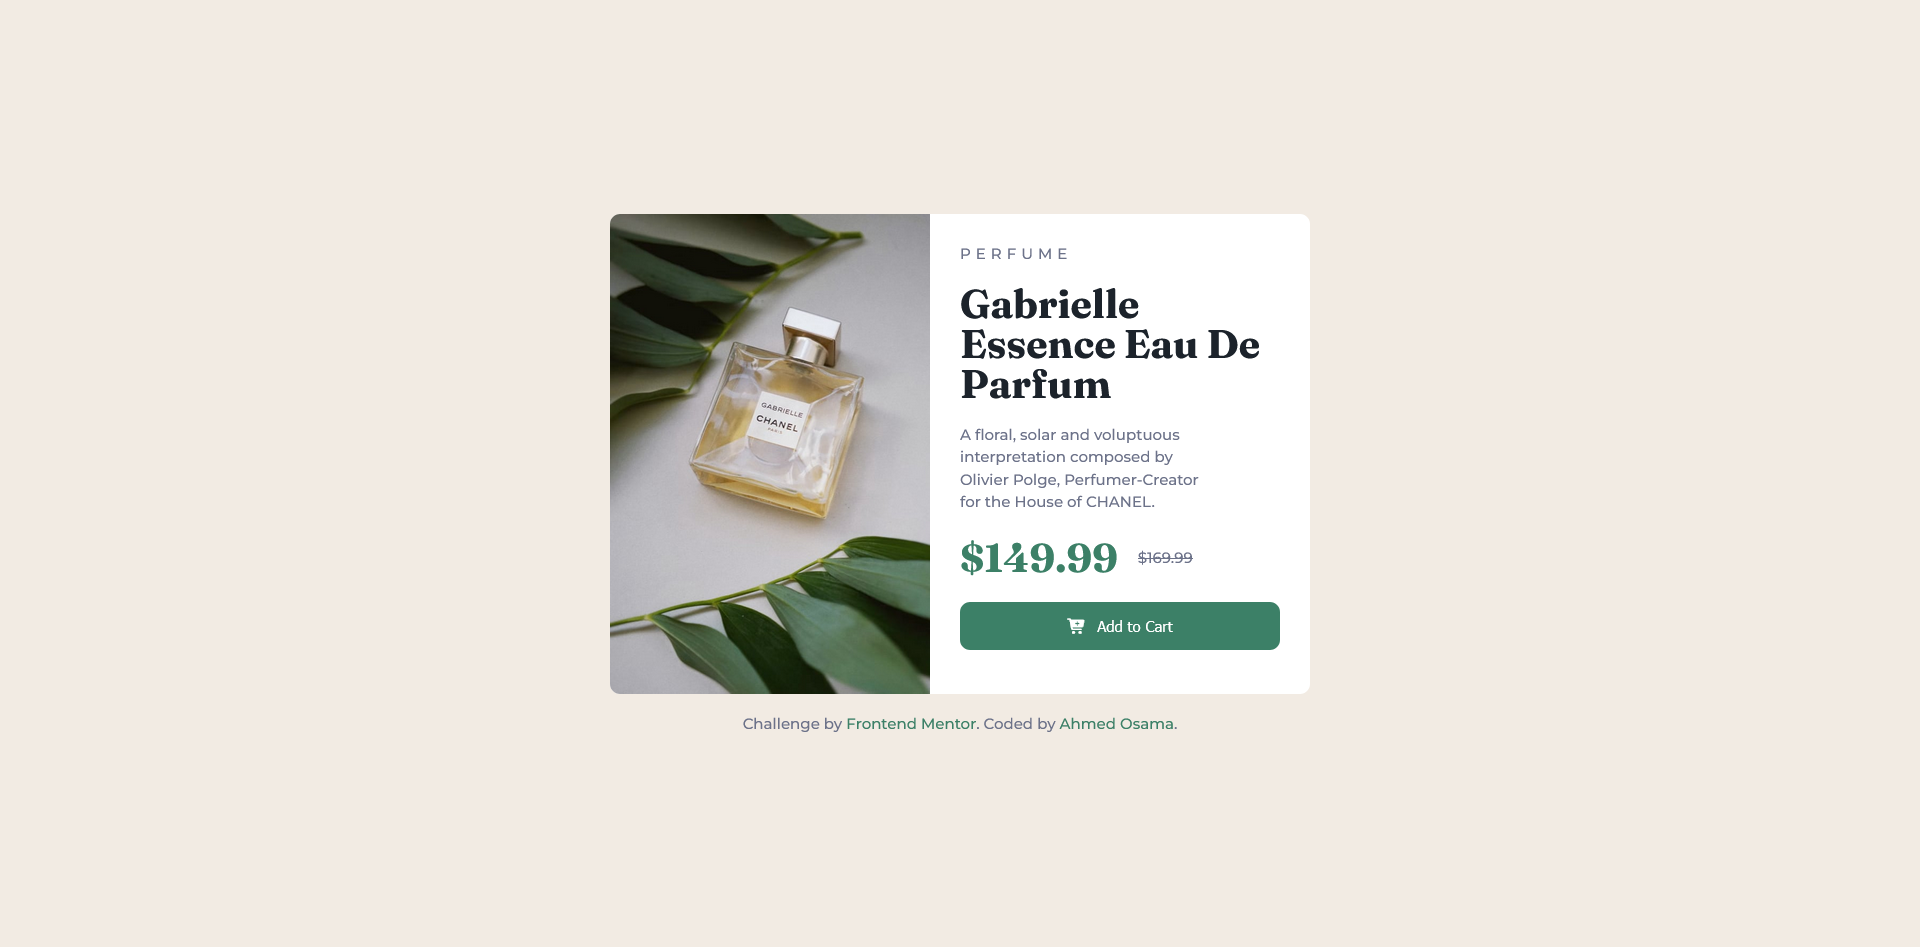 PERFUME
Gabrielle
Essence Eau De
Parfum
A floral, solar and voluptuous
interpretation composed by
Olivier Polge, Perfumer-Creator
for the House of CHANEL.
$149.99 $169.99
Add to Cart
GABRIELLE
CHANEL
PARIS
Challenge by Frontend Mentor. Coded by Ahmed Osama.